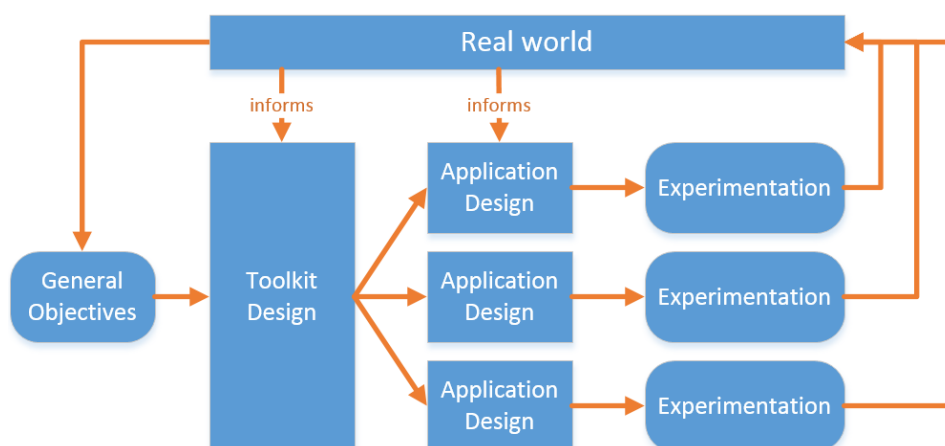 Real world
informs
informs
Application
Design
Experimentation
General
Objectives
Toolkit
Design
Application
Design
Experimentation
Application
Design
Experimentation